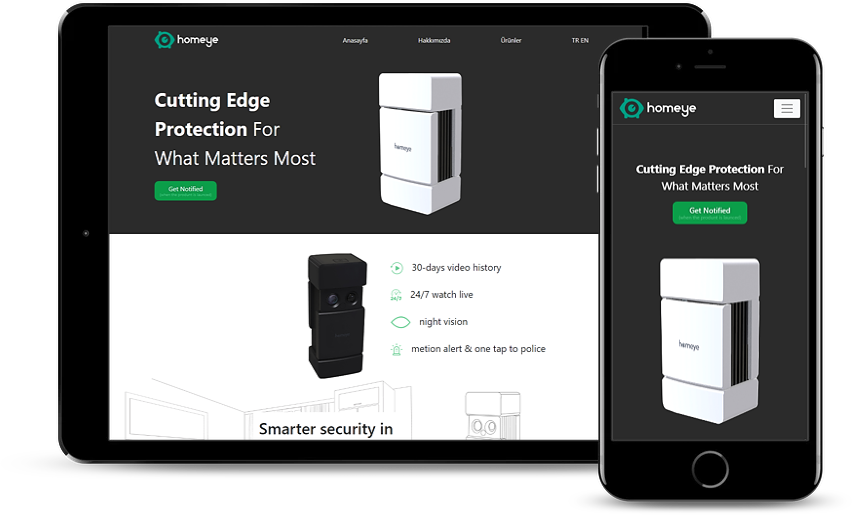 homeye
Anasayfa
Hakkımızda
Ürünler
TR EN
Cutting Edge
Protection For
What Matters Most
Get Notified
homeye
30-days video history
24/7
24/7 watch live
night vision
metion alert & one tap to police
Smarter security in
homeye
Cutting Edge Protection For
What Matters Most
Get Notified
homeye